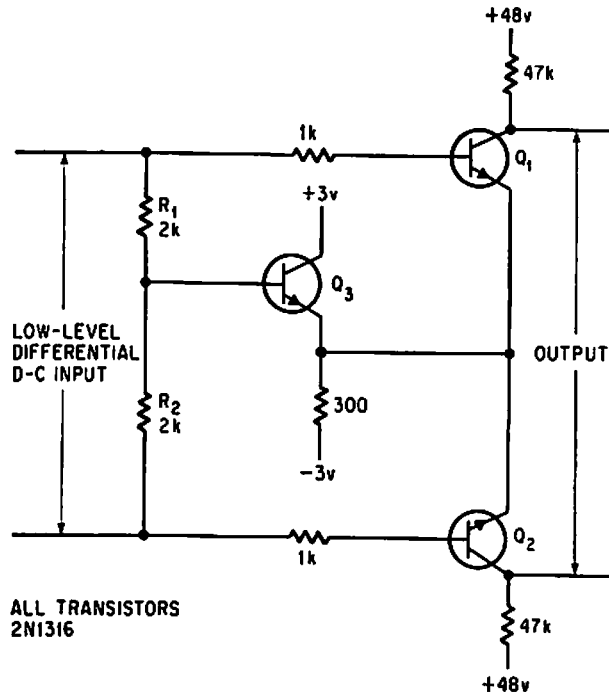 +48v
47k
1k
Q1
R1
2k
+3v
Q3
LOW-LEVEL
DIFFERENTIAL
D-C INPUT
OUTPUT
R2
2k
300
-3v
1k
Q2
ALL TRANSISTORS
2N1316
47k
+48v